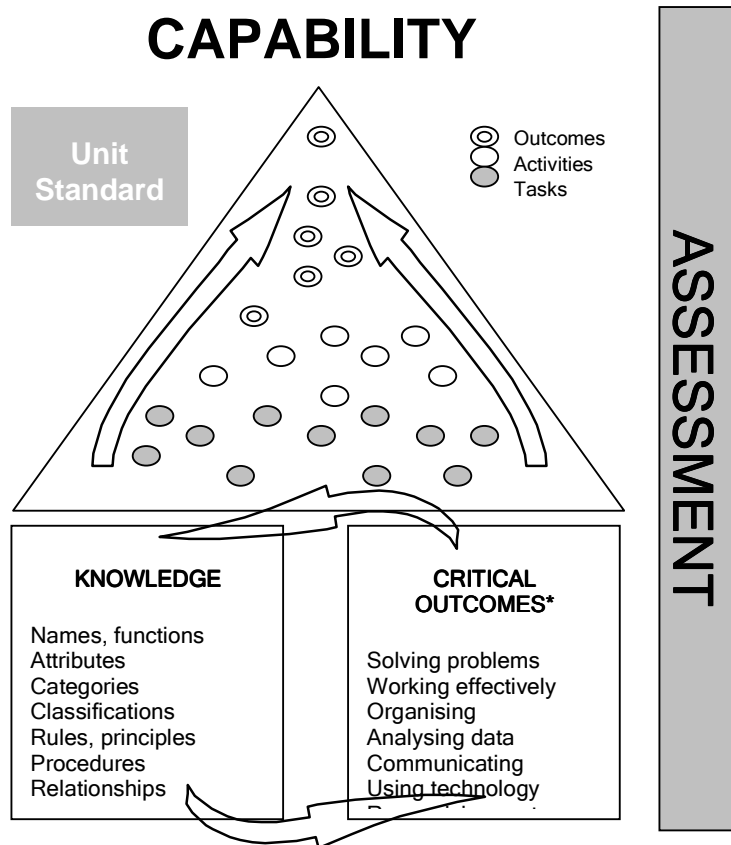 CAPABILITY
Unit
Standard
Outcomes
Activities
Tasks
ASSESSMENT
KNOWLEDGE
Names, functions
Attributes
Categories
Classifications
Rules, principles
Procedures
Relationships
CRITICAL
OUTCOMES*
Solving problems
Working effectively
Organising
Analysing data
Communicating
Using technology